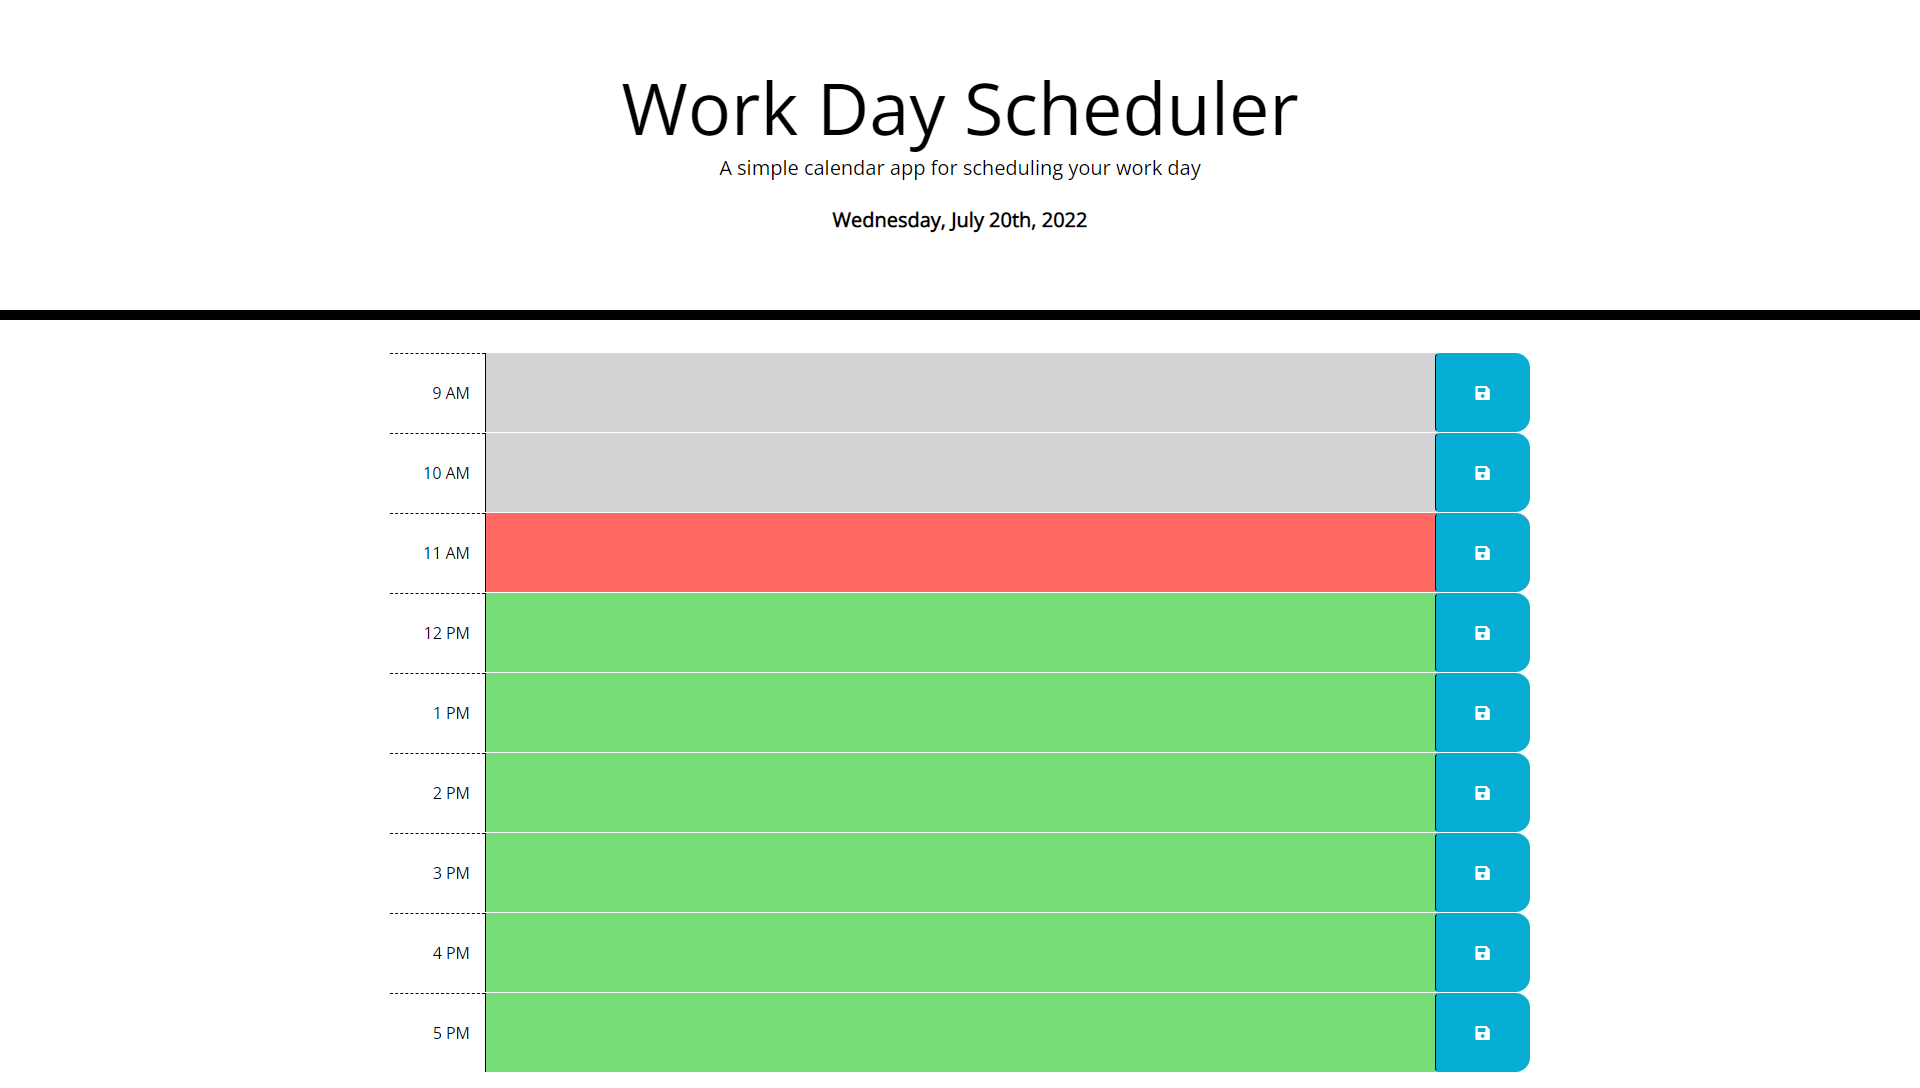 Work Day Scheduler
A simple calendar app for scheduling your work day
Wednesday, July 20th, 2022
9 AM
10 AM
11 AM
12 PM
1 PM
2 PM
3 PM
4 PM
5 PM